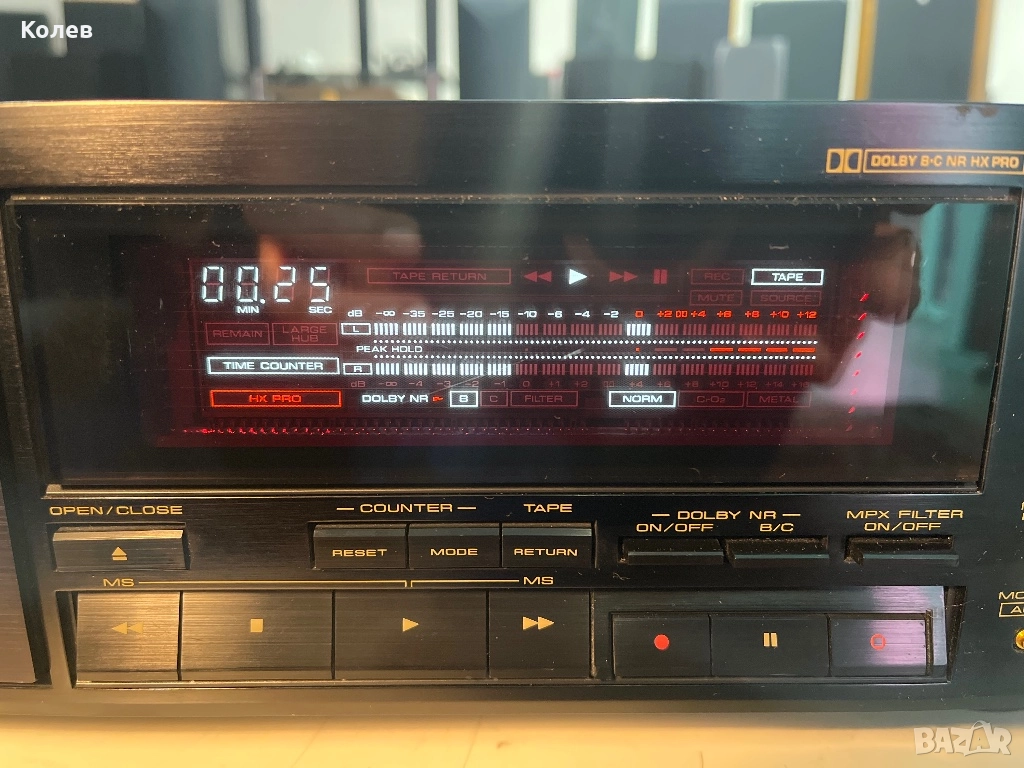 Колев
DOLBY B·C NR HX PRO
00.25
MIN SEC
TAPE RETURN
REC TAPE
MUTE SOURCE
dB -∞ -35 -25 -20 -15 -10 -8 -6 -4 -2 0 +2 +4 +6 +8 +10 +12
REMAIN LARGE HUB
L
PEAK HOLD
TIME COUNTER
R
HX PRO
DOLBY NR B C FILTER NORM CrO₂ METAL
OPEN/CLOSE
COUNTER
TAPE
RESET MODE RETURN
DOLBY NR
ON/OFF B/C
MPX FILTER
ON/OFF
MS MS
BAZAR